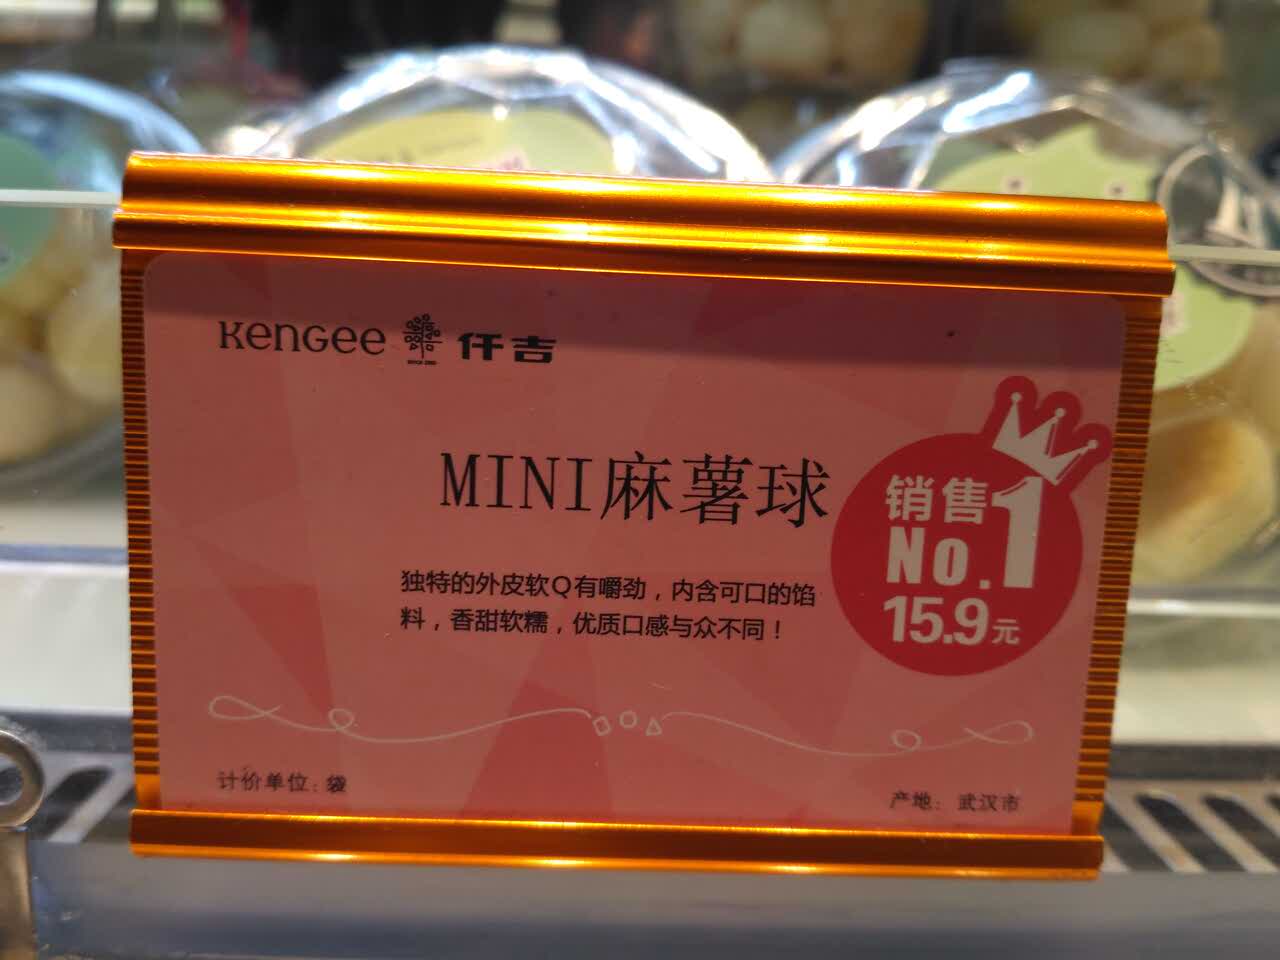 KENGEE 仟吉
MINI麻薯球
销售
No.1
15.9元
独特的外皮软Q有嚼劲，内含可口的馅
料，香甜软糯，优质口感与众不同！
计价单位：袋
产地：武汉市